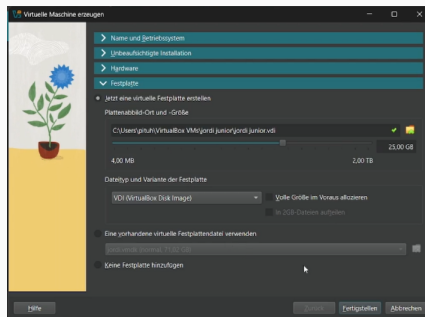 Virtuelle Maschine erzeugen
Name und Betriebssystem
Unbeaufsichtigte Installation
Hardware
Festplatte
Jetzt eine virtuelle Festplatte erstellen
Plattenabbild-Ort und -Größe
C:\Users\pituh\VirtualBox VMs\jordi junior\jordi junior.vdi
25,00 GB
4,00 MB 2,00 TB
Dateityp und Variante der Festplatte
VDI (VirtualBox Disk Image) Volle Größe im Voraus allozieren
In 2GB-Dateien aufteilen
Eine vorhandene virtuelle Festplattendatei verwenden
Keine Festplatte hinzufügen
Hilfe Zurück Fertigstellen Abbrechen